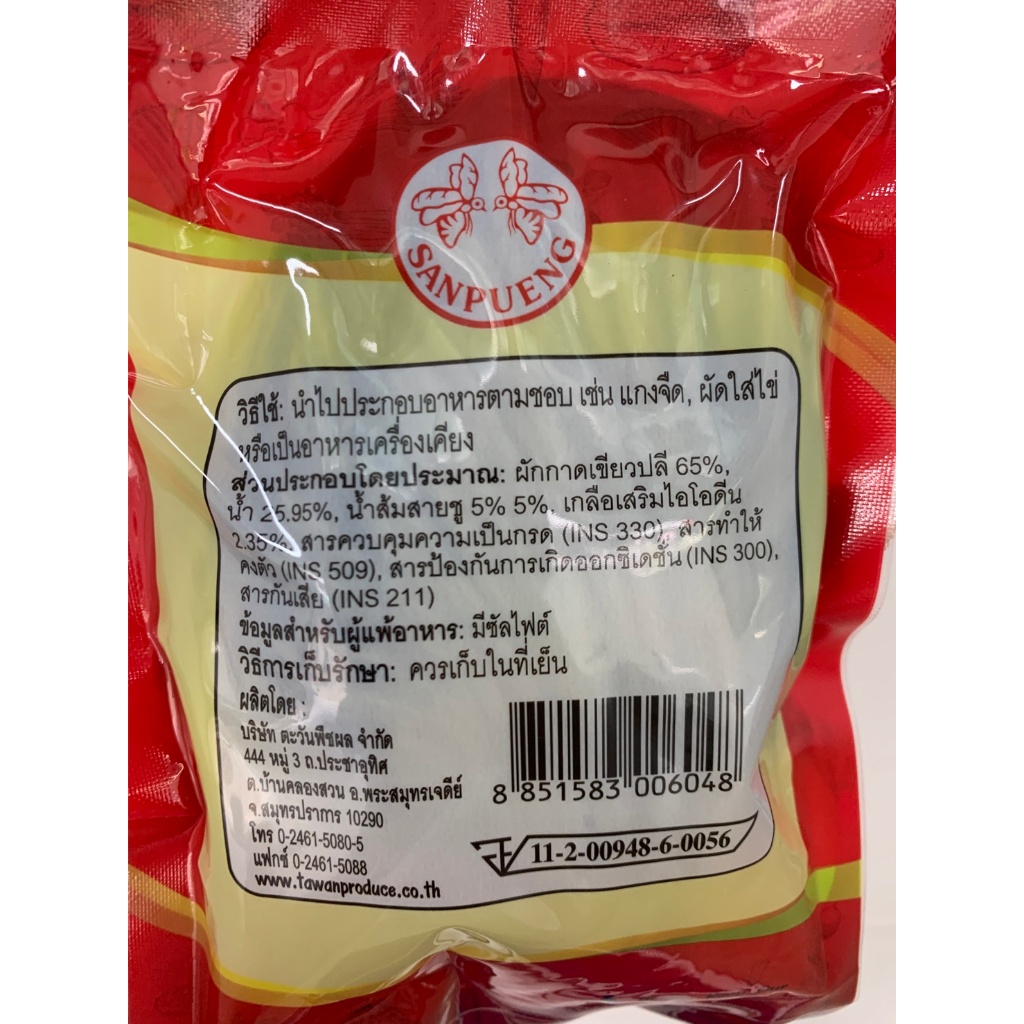 SANPUENG
วิธีใช้: นำไปประกอบอาหารตามชอบ เช่น แกงจืด, ผัดใส่ไข่
หรือเป็นอาหารเครื่องเคียง
ส่วนประกอบโดยประมาณ: ผักกาดเขียวปลี 65%,
น้ำ 25.95%, น้ำส้มสายชู 5% 5%, เกลือเสริมไอโอดีน
2.35%, สารควบคุมความเป็นกรด (INS 330), สารทำให้
คงตัว (INS 509), สารป้องกันการเกิดออกซิเดชั่น (INS 300),
สารกันเสีย (INS 211)
ข้อมูลสำหรับผู้แพ้อาหาร: มีซัลไฟต์
วิธีการเก็บรักษา: ควรเก็บในที่เย็น
ผลิตโดย :
บริษัท ตะวันพืชผล จำกัด
444 หมู่ 3 ถ.ประชาอุทิศ
ต.บ้านคลองสวน อ.พระสมุทรเจดีย์
จ.สมุทรปราการ 10290
โทร 0-2461-5080-5
แฟกซ์ 0-2461-5088
www.tawanproduce.co.th
8 851583 006048
11-2-00948-6-0056